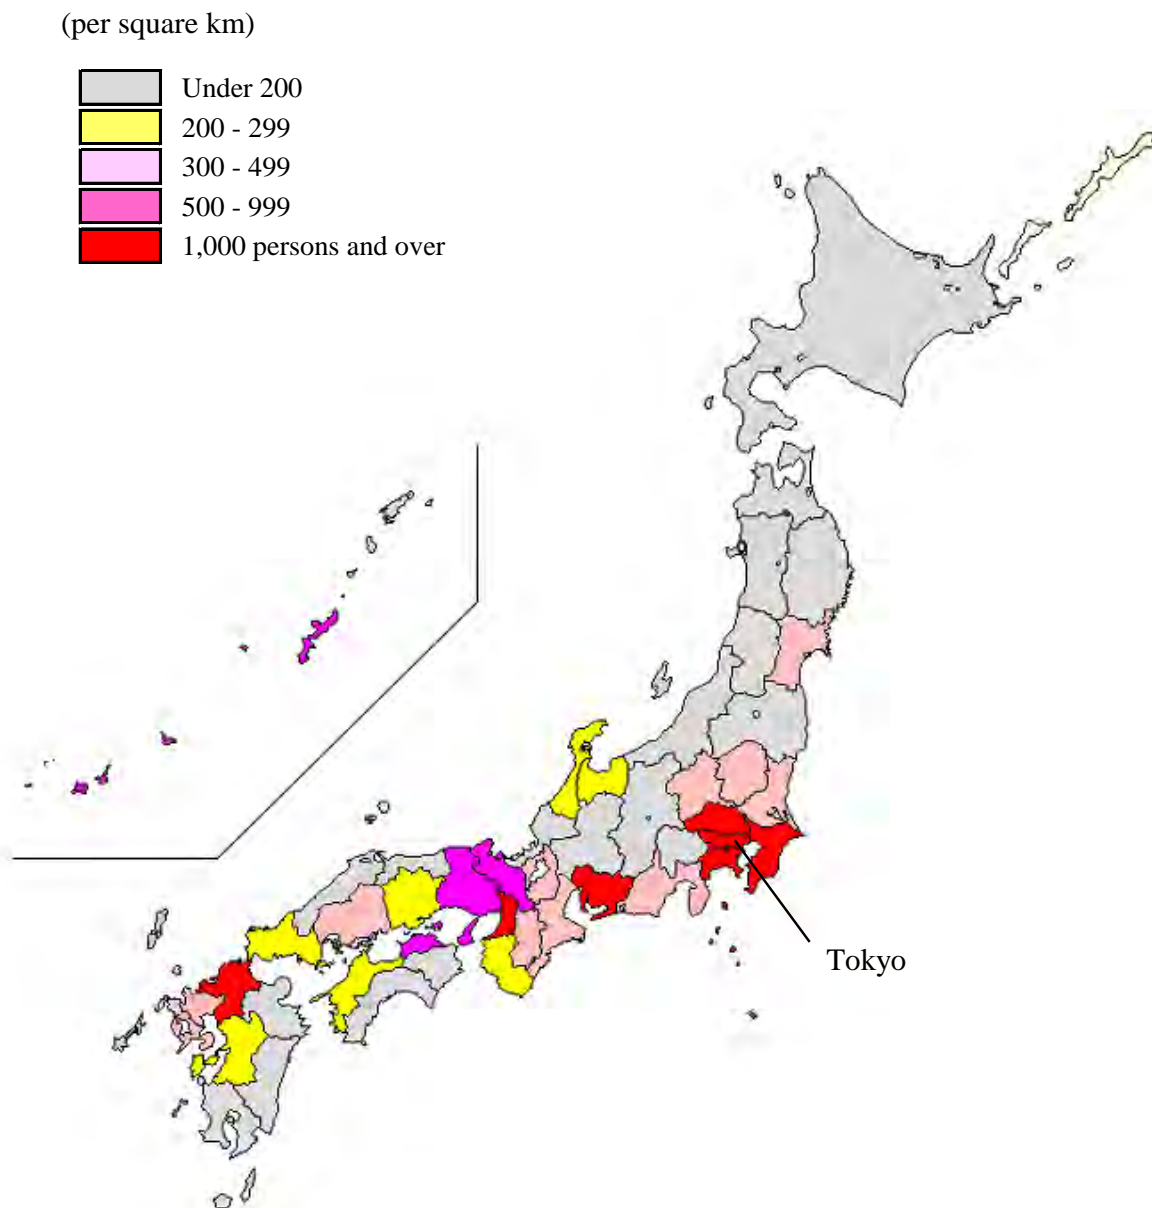 (per square km)
Under 200
200 - 299
300 - 499
500 - 999
1,000 persons and over
Tokyo